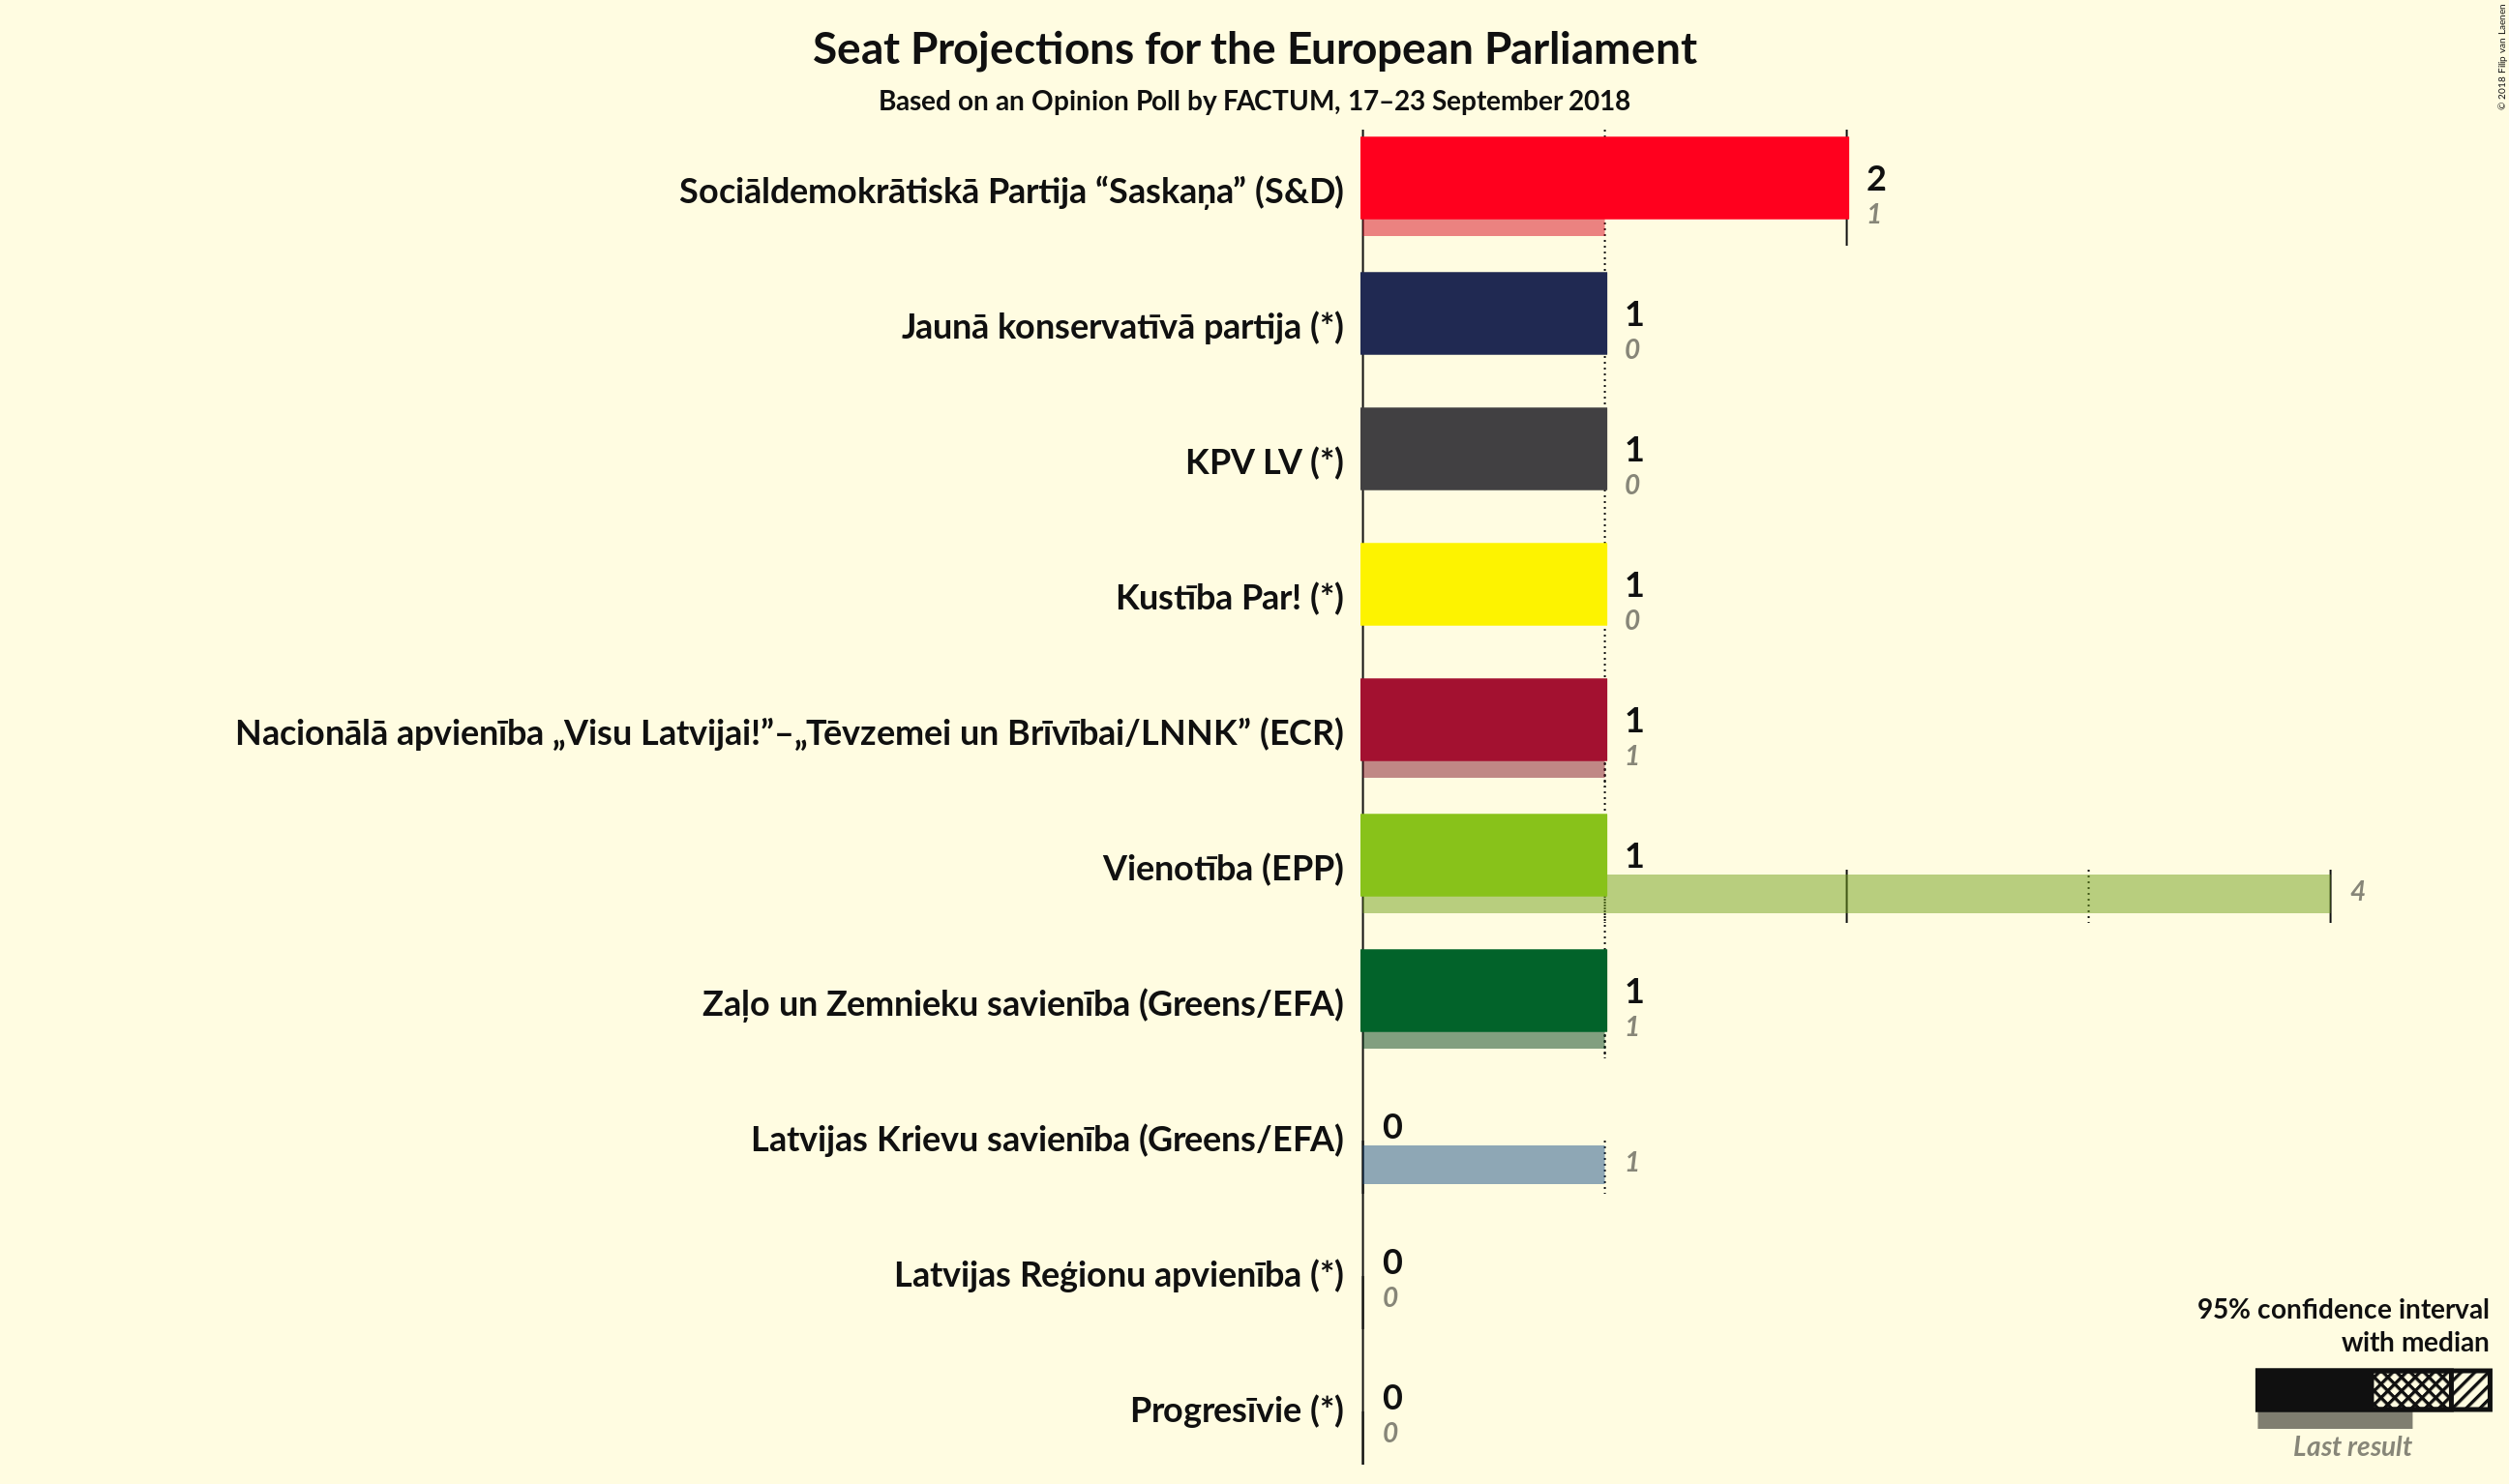 Seat Projections for the European Parliament
Based on an Opinion Poll by FACTUM, 17–23 September 2018
© 2018 Filip van Laenen
Sociāldemokrātiskā Partija “Saskaņa” (S&D)
2
1
Jaunā konservatīvā partija (*)
1
0
KPV LV (*)
1
0
Kustība Par! (*)
1
0
Nacionālā apvienība „Visu Latvijai!”–„Tēvzemei un Brīvībai/LNNK” (ECR)
1
1
Vienotība (EPP)
1
4
Zaļo un Zemnieku savienība (Greens/EFA)
1
1
Latvijas Krievu savienība (Greens/EFA)
0
1
Latvijas Reģionu apvienība (*)
0
0
Progresīvie (*)
0
0
95% confidence interval
with median
Last result